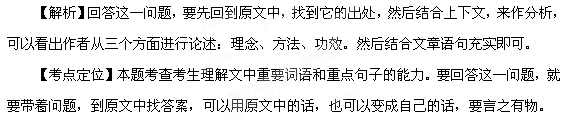 【解析】回答这一问题，要先回到原文中，找到它的出处，然后结合上下文，来作分析，
可以看出作者从三个方面进行论述：理念、方法、功效。然后结合文章语句充实即可。
【考点定位】本题考查考生理解文中重要词语和重点句子的能力。要回答这一问题，就
要带着问题，到原文中找答案，可以用原文中的话，也可以变成自己的话，要言之有物。